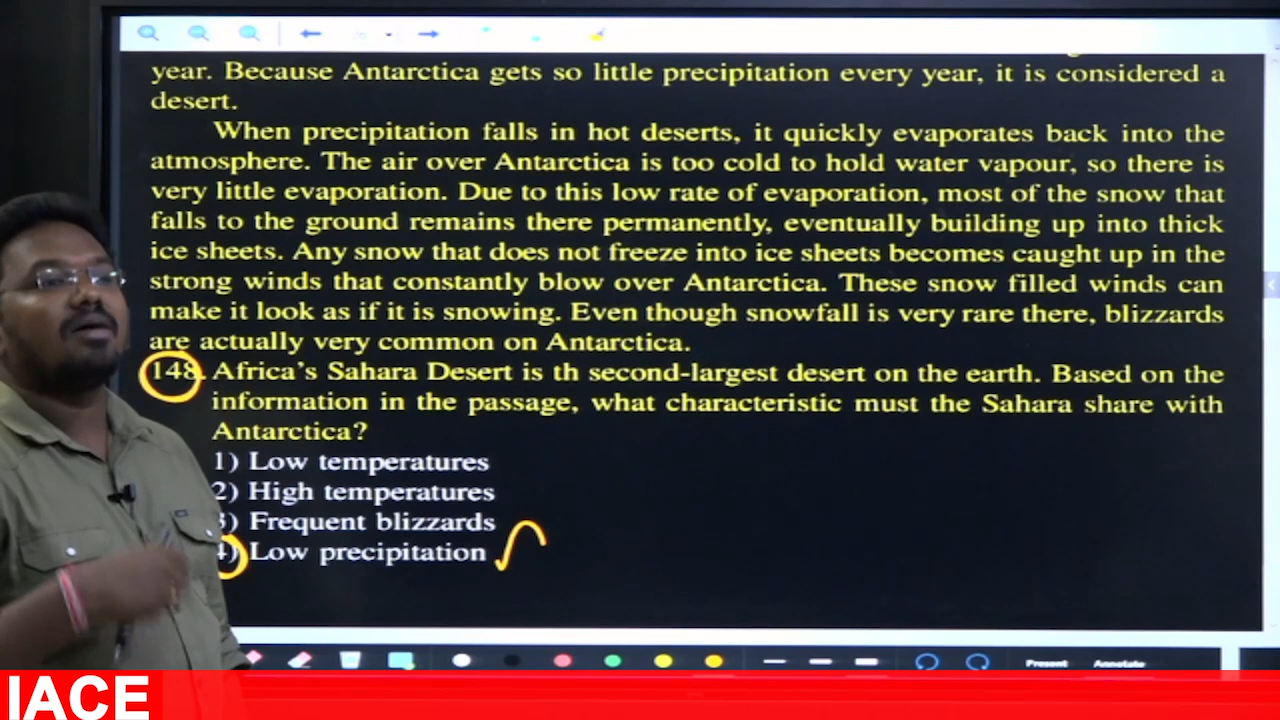 year. Because Antarctica gets so little precipitation every year, it is considered a
desert.
When precipitation falls in hot deserts, it quickly evaporates back into the
atmosphere. The air over Antarctica is too cold to hold water vapour, so there is
very little evaporation. Due to this low rate of evaporation, most of the snow that
falls to the ground remains there permanently, eventually building up into thick
ice sheets. Any snow that does not freeze into ice sheets becomes caught up in the
strong winds that constantly blow over Antarctica. These snow filled winds can
make it look as if it is snowing. Even though snowfall is very rare there, blizzards
are actually very common on Antarctica.
148. Africa's Sahara Desert is th second-largest desert on the earth. Based on the
information in the passage, what characteristic must the Sahara share with
Antarctica?
1) Low temperatures
2) High temperatures
3) Frequent blizzards
4) Low precipitation
Present Annotate
IACE